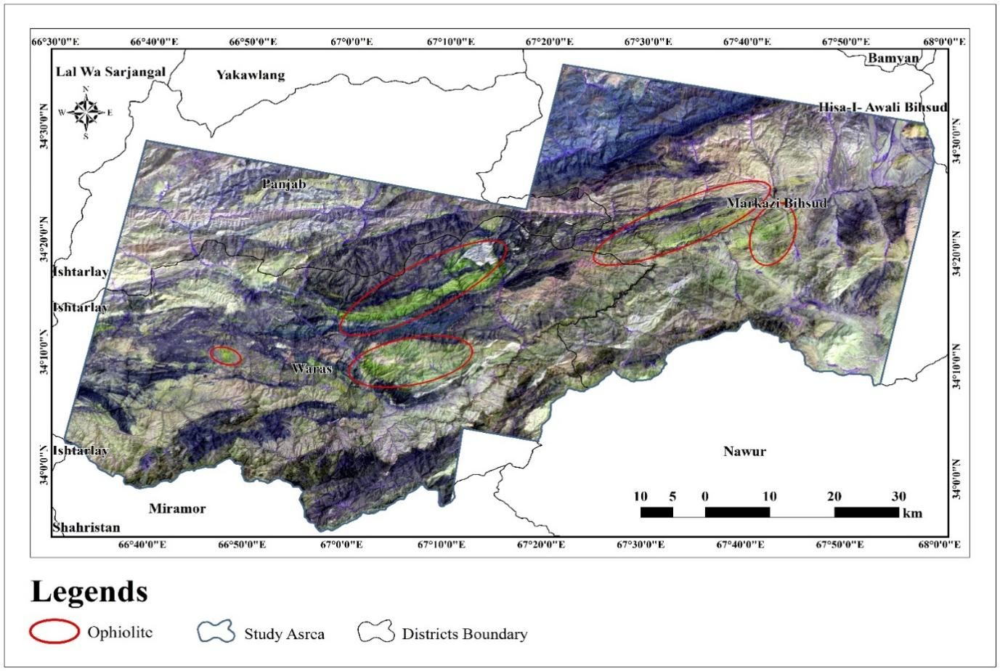 66°30'0"E 66°40'0"E 66°50'0"E 67°0'0"E 67°10'0"E 67°20'0"E 67°30'0"E 67°40'0"E 67°50'0"E 68°0'0"E
Bamyan
Lal Wa Sarjangal
Yakawlang
N
Hisa-I- Awali Bihsud
W E
S
34°30'0"N 34°30'0"N
Panjab
Markazi Bihsud
34°20'0"N 34°20'0"N
Ishtarlay
Ishtarlay
34°10'0"N 34°10'0"N
Waras
Ishtarlay
Nawur
34°0'0"N 34°0'0"N
10 5 0 10 20 30
km
Miramor
Shahristan
66°40'0"E 66°50'0"E 67°0'0"E 67°10'0"E 67°20'0"E 67°30'0"E 67°40'0"E 67°50'0"E 68°0'0"E
Legends
Ophiolite Study Asrea Districts Boundary